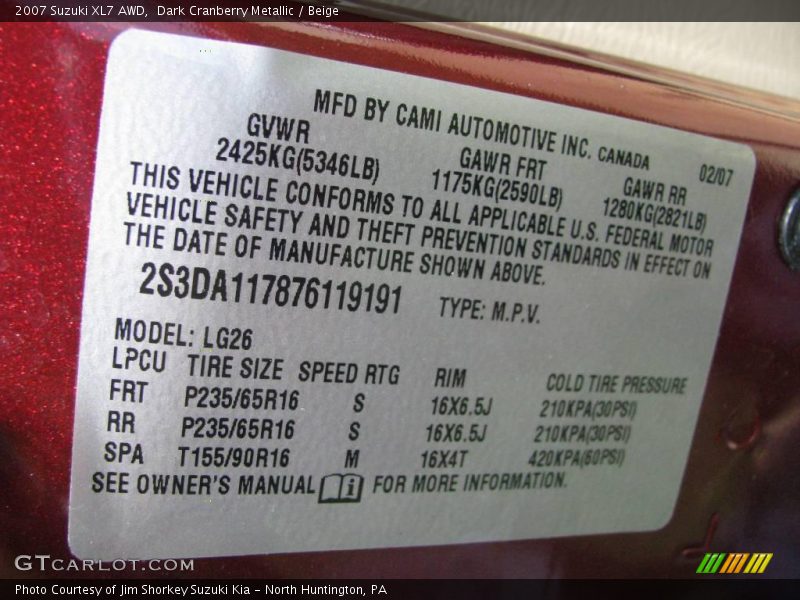 2007 Suzuki XL7 AWD, Dark Cranberry Metallic / Beige
MFD BY CAMI AUTOMOTIVE INC. CANADA 02/07
GVWR GAWR FRT GAWR RR
2425KG(5346LB) 1175KG(2590LB) 1280KG(2821LB)
THIS VEHICLE CONFORMS TO ALL APPLICABLE U.S. FEDERAL MOTOR
VEHICLE SAFETY AND THEFT PREVENTION STANDARDS IN EFFECT ON
THE DATE OF MANUFACTURE SHOWN ABOVE.
2S3DA117876119191 TYPE: M.P.V.
MODEL: LG26
LPCU TIRE SIZE SPEED RTG RIM COLD TIRE PRESSURE
FRT P235/65R16 S 16X6.5J 210KPA(30PSI)
RR P235/65R16 S 16X6.5J 210KPA(30PSI)
SPA T155/90R16 M 16X4T 420KPA(60PSI)
SEE OWNER'S MANUAL i FOR MORE INFORMATION.
GTCARLOT.COM
Photo Courtesy of Jim Shorkey Suzuki Kia - North Huntington, PA